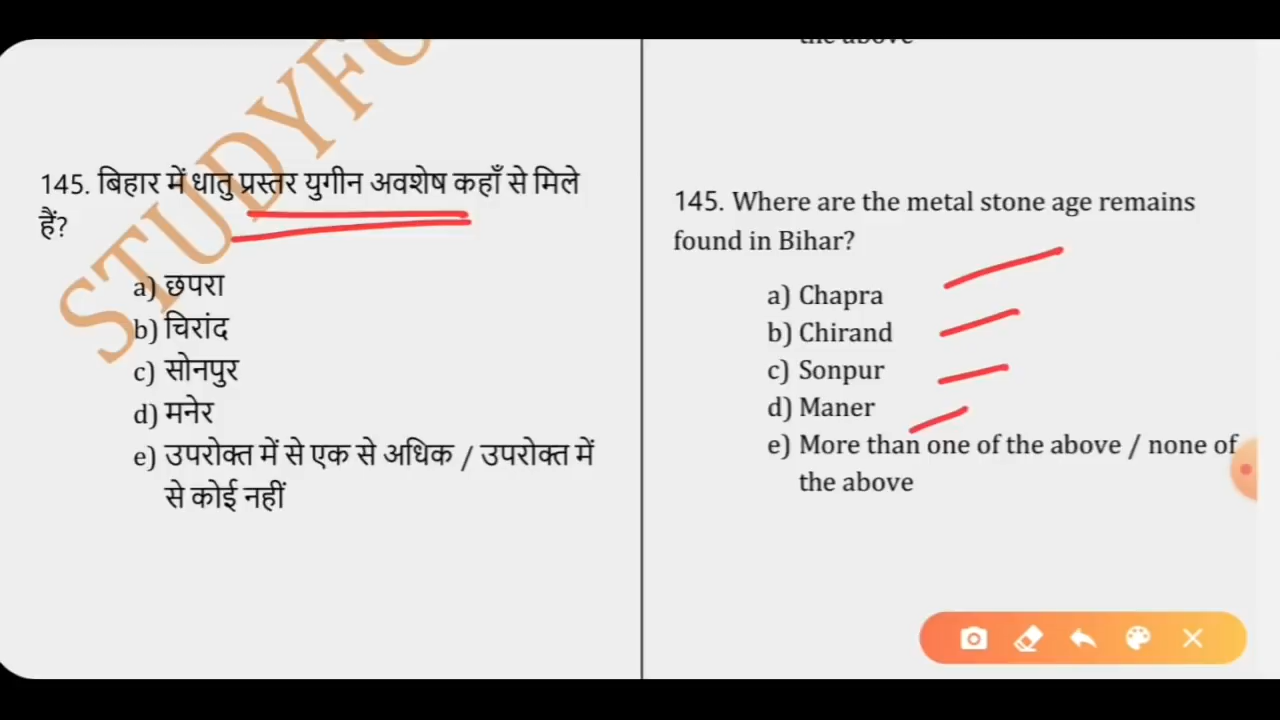 STUDYFO
145. बिहार में धातु प्रस्तर युगीन अवशेष कहाँ से मिले
हैं?
a) छपरा
b) चिरांद
c) सोनपुर
d) मनेर
e) उपरोक्त में से एक से अधिक / उपरोक्त में
से कोई नहीं
the above
145. Where are the metal stone age remains
found in Bihar?
a) Chapra
b) Chirand
c) Sonpur
d) Maner
e) More than one of the above / none of
the above